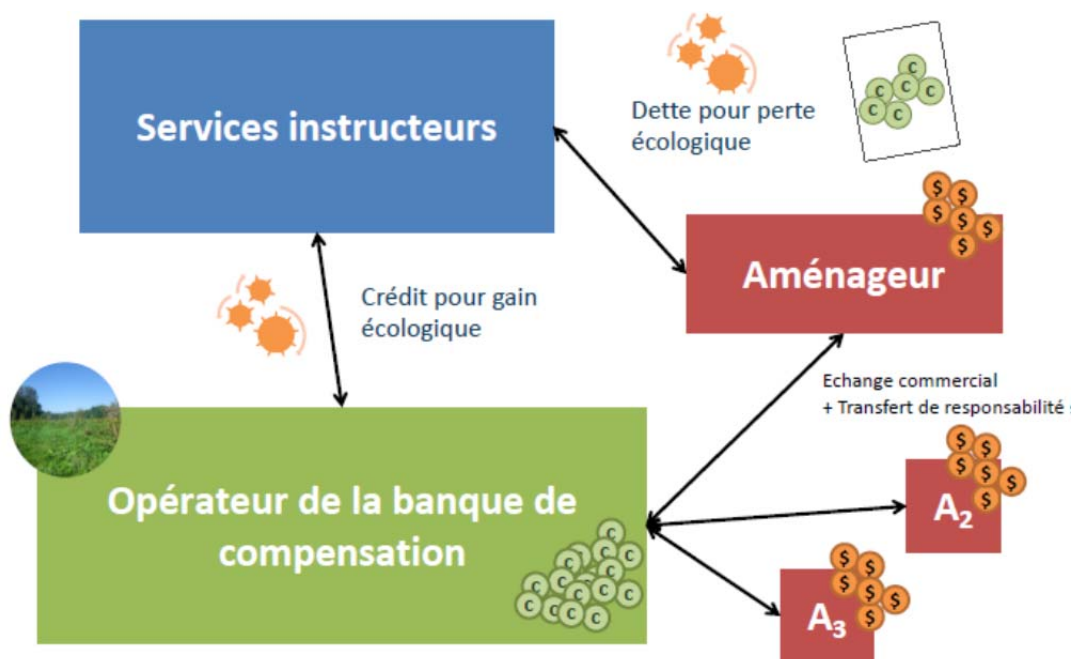 Services instructeurs
Dette pour perte
écologique
Aménageur
Crédit pour gain
écologique
Echange commercial
+ Transfert de responsabilité
Opérateur de la banque de
compensation
A₂
A₃
C C C C C C
$ $ $ $ $ $
C C C C C C C C C C C C C C
$ $ $ $ $ $
$ $ $ $ $ $